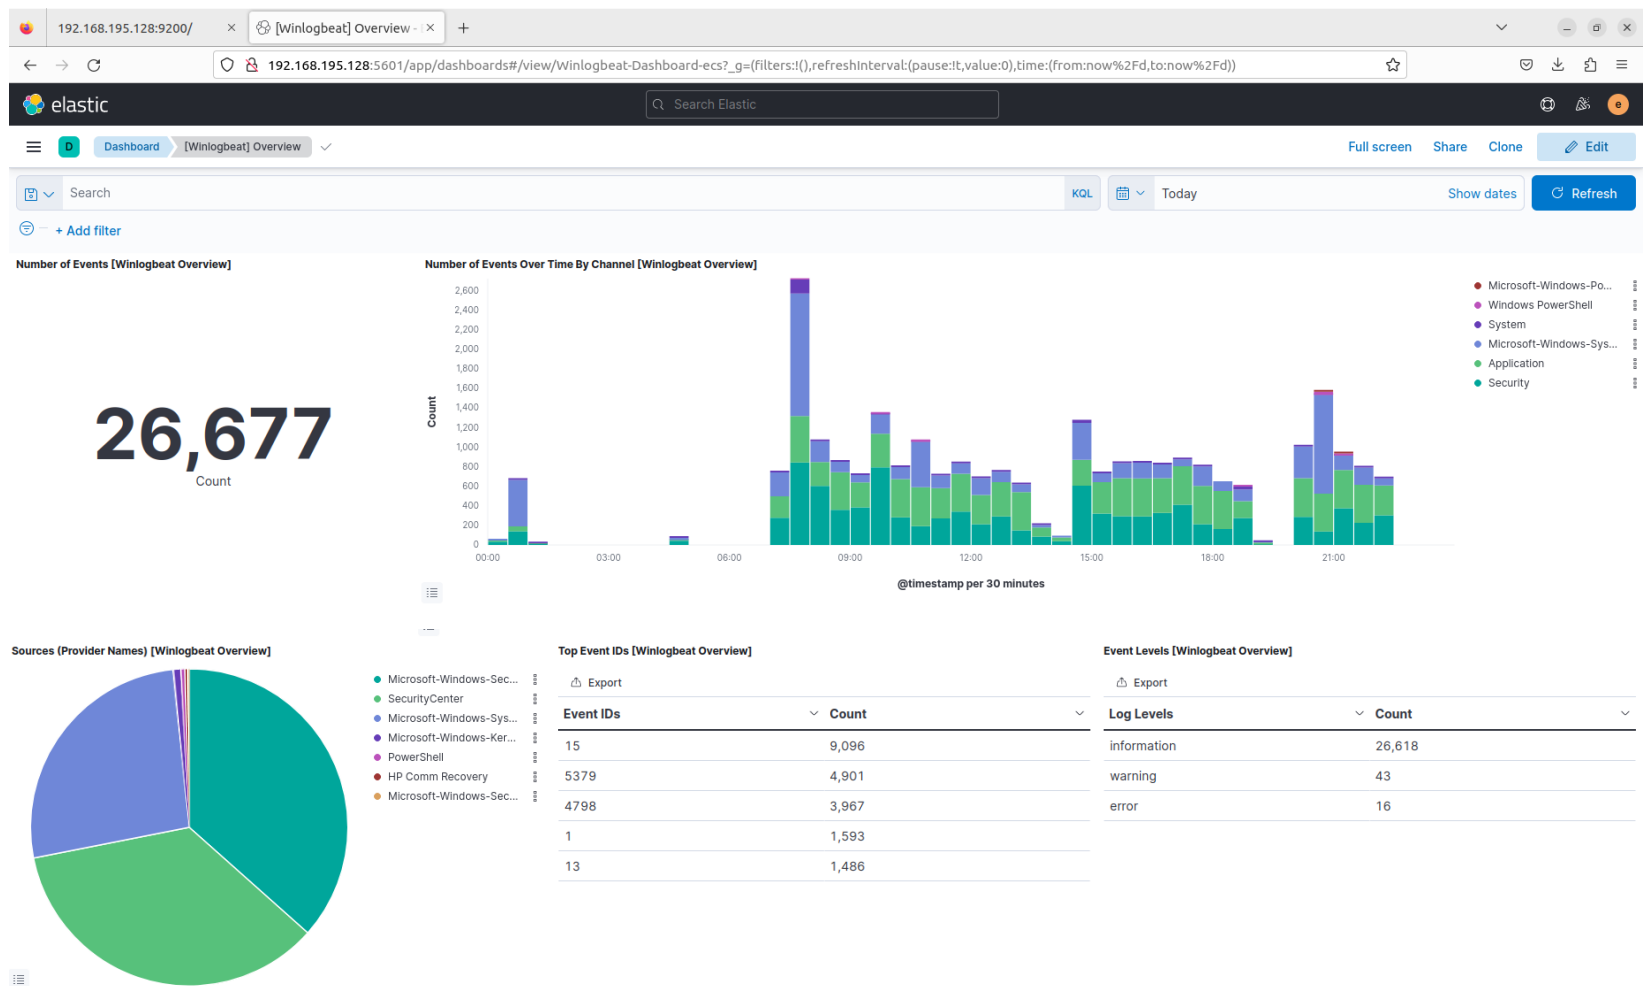 192.168.195.128:9200/
[Winlogbeat] Overview -
192.168.195.128:5601/app/dashboards#/view/Winlogbeat-Dashboard-ecs?_g=(filters:!(),refreshInterval:(pause:!t,value:0),time:(from:now%2Fd,to:now%2Fd))
elastic
Search Elastic
e
D
Dashboard
[Winlogbeat] Overview
Full screen
Share
Clone
Edit
Search
KQL
Today
Show dates
Refresh
+ Add filter
Number of Events [Winlogbeat Overview]
26,677
Count
Number of Events Over Time By Channel [Winlogbeat Overview]
Count
2,600
2,400
2,200
2,000
1,800
1,600
1,400
1,200
1,000
800
600
400
200
0
00:00
03:00
06:00
09:00
12:00
15:00
18:00
21:00
@timestamp per 30 minutes
Microsoft-Windows-Po...
Windows PowerShell
System
Microsoft-Windows-Sys...
Application
Security
Sources (Provider Names) [Winlogbeat Overview]
Microsoft-Windows-Sec...
SecurityCenter
Microsoft-Windows-Sys...
Microsoft-Windows-Ker...
PowerShell
HP Comm Recovery
Microsoft-Windows-Sec...
Top Event IDs [Winlogbeat Overview]
Export
Event IDs Count
15 9,096
5379 4,901
4798 3,967
1 1,593
13 1,486
Event Levels [Winlogbeat Overview]
Export
Log Levels Count
information 26,618
warning 43
error 16